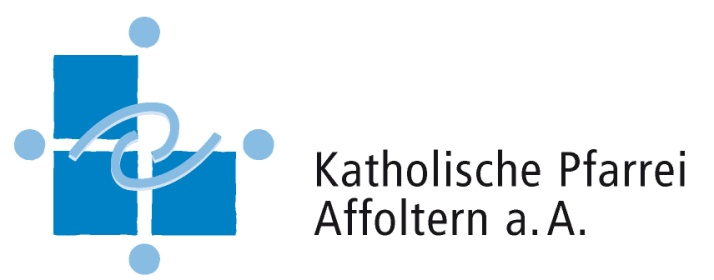 Katholische Pfarrei
Affoltern a. A.